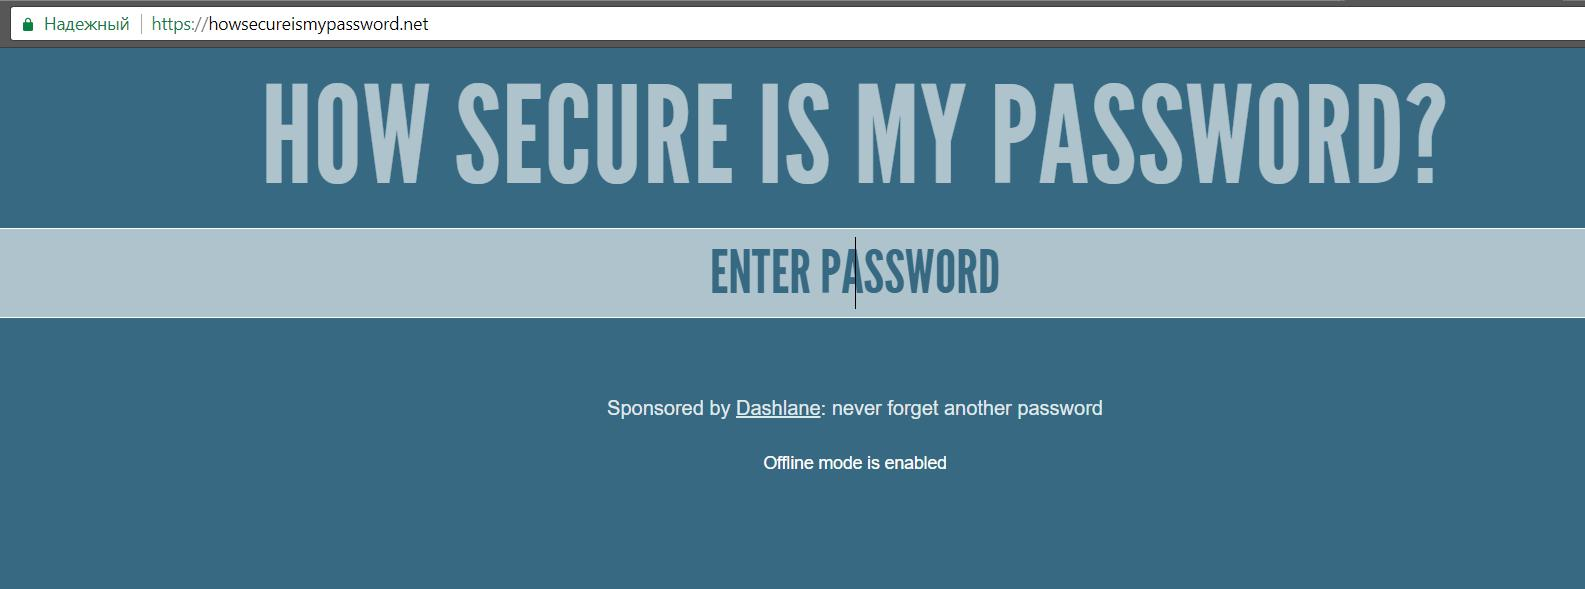 Надежный | https://howsecureismypassword.net
HOW SECURE IS MY PASSWORD?
ENTER PASSWORD
Sponsored by Dashlane: never forget another password
Offline mode is enabled